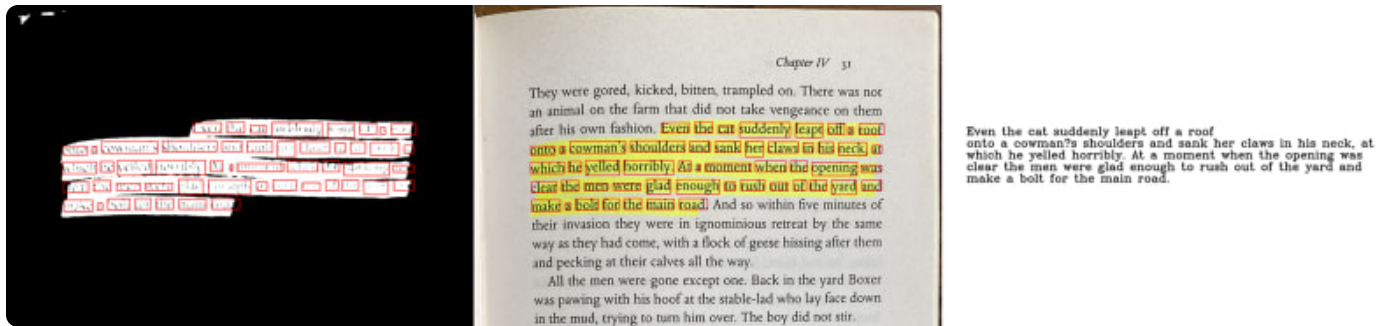 Chapter IV 31
They were gored, kicked, bitten, trampled on. There was not
an animal on the farm that did not take vengeance on them
after his own fashion. Even the cat suddenly leapt off a roof
onto a cowman's shoulders and sank her claws in his neck, at
which he yelled horribly. At a moment when the opening was
clear the men were glad enough to rush out of the yard and
make a bolt for the main road. And so within five minutes of
their invasion they were in ignominious retreat by the same
way as they had come, with a flock of geese hissing after them
and pecking at their calves all the way.
All the men were gone except one. Back in the yard Boxer
was pawing with his hoof at the stable-lad who lay face down
in the mud, trying to turn him over. The boy did not stir.
Even the cat suddenly leapt off a roof
onto a cowman?s shoulders and sank her claws in his neck, at
which he yelled horribly. At a moment when the opening was
clear the men were glad enough to rush out of the yard and
make a bolt for the main road.